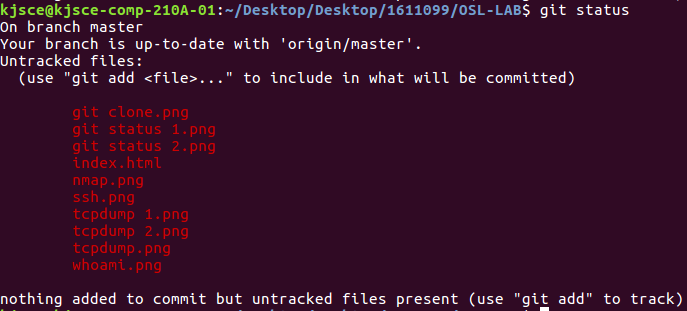 kjsce@kjsce-comp-210A-01:~/Desktop/Desktop/1611099/OSL-LAB$ git status
On branch master
Your branch is up-to-date with 'origin/master'.
Untracked files:
  (use "git add <file>..." to include in what will be committed)
git clone.png
git status 1.png
git status 2.png
index.html
nmap.png
ssh.png
tcpdump 1.png
tcpdump 2.png
tcpdump.png
whoami.png
nothing added to commit but untracked files present (use "git add" to track)